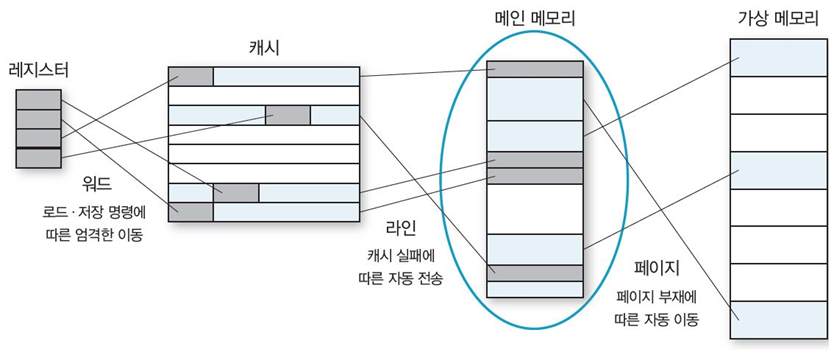 레지스터
캐시
메인 메모리
가상 메모리
워드
로드·저장 명령에
따른 엄격한 이동
라인
캐시 실패에
따른 자동 전송
페이지
페이지 부재에
따른 자동 이동